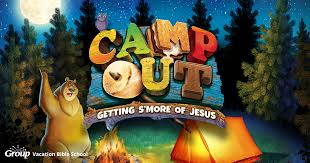 CAMP
OUT
GETTING S'MORE OF JESUS
Group Vacation Bible School